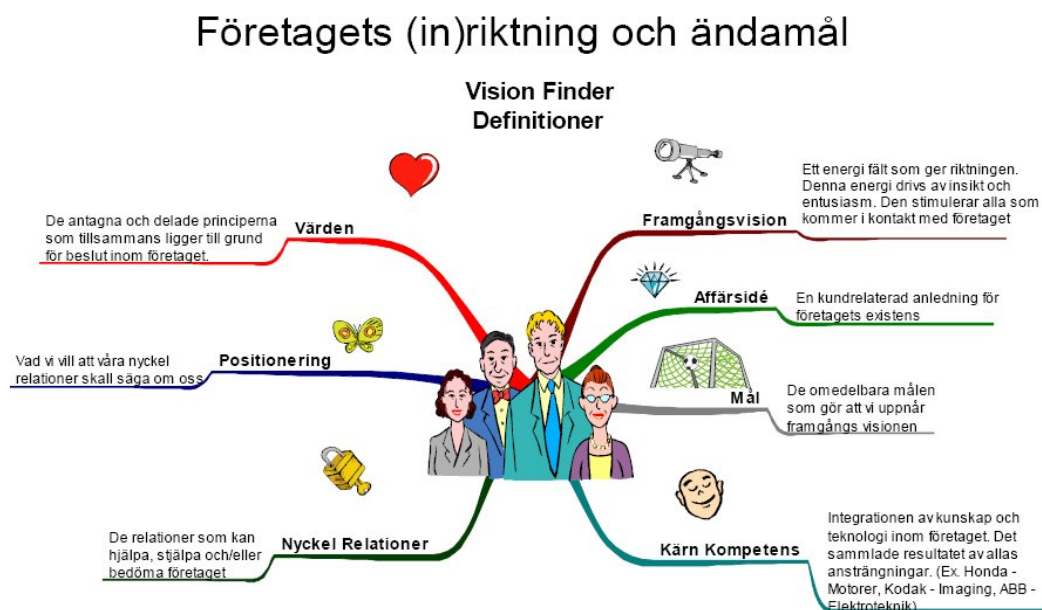 Företagets (in)riktning och ändamål
Vision Finder
Definitioner
Ett energi fält som ger riktningen.
Denna energi drivs av insikt och
entusiasm. Den stimulerar alla som
kommer i kontakt med företaget
Framgångsvision
De antagna och delade principerna
som tillsammans ligger till grund
för beslut inom företaget.
Värden
Affärsidé
En kundrelaterad anledning för
företagets existens
Vad vi vill att våra nyckel
relationer skall säga om oss
Positionering
Mål
De omedelbara målen
som gör att vi uppnår
framgångs visionen
De relationer som kan
hjälpa, stjälpa och/eller
bedöma företaget
Nyckel Relationer
Kärn Kompetens
Integrationen av kunskap och
teknologi inom företaget. Det
sammlade resultatet av allas
ansträngningar. (Ex. Honda -
Motorer, Kodak - Imaging, ABB -
Elektroteknik)